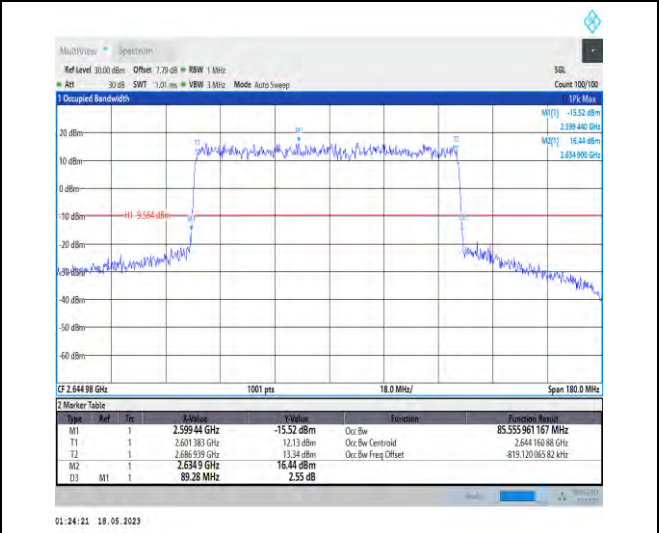 MultiView Spectrum
Ref Level 30.00 dBm Offset 7.79 dB RBW 1 MHz SGL
Att 30 dB SWT 1.01 ms VBW 3 MHz Mode Auto Sweep Count 100/100
1 Occupied Bandwidth 1Pk Max
M1[1] -15.52 dBm
2.599 440 GHz
M2[1] 16.44 dBm
2.634 900 GHz
20 dBm
T1
M2
T2
10 dBm
0 dBm
-10 dBm
H1 -9.564 dBm
M1
-20 dBm
-30 dBm
-40 dBm
-50 dBm
-60 dBm
CF 2.644 98 GHz 1001 pts 18.0 MHz/ Span 180.0 MHz
2 Marker Table
Type Ref Trc X-Value Y-Value Function Function Result
M1 1 2.599 44 GHz -15.52 dBm Occ Bw 85.555 961 167 MHz
T1 1 2.601 383 GHz 12.13 dBm Occ Bw Centroid 2.644 160 88 GHz
T2 1 2.686 939 GHz 13.34 dBm Occ Bw Freq Offset -819.120 065 82 kHz
M2 1 2.634 9 GHz 16.44 dBm
D3 M1 1 89.28 MHz 2.55 dB
01:24:21 18.05.2023